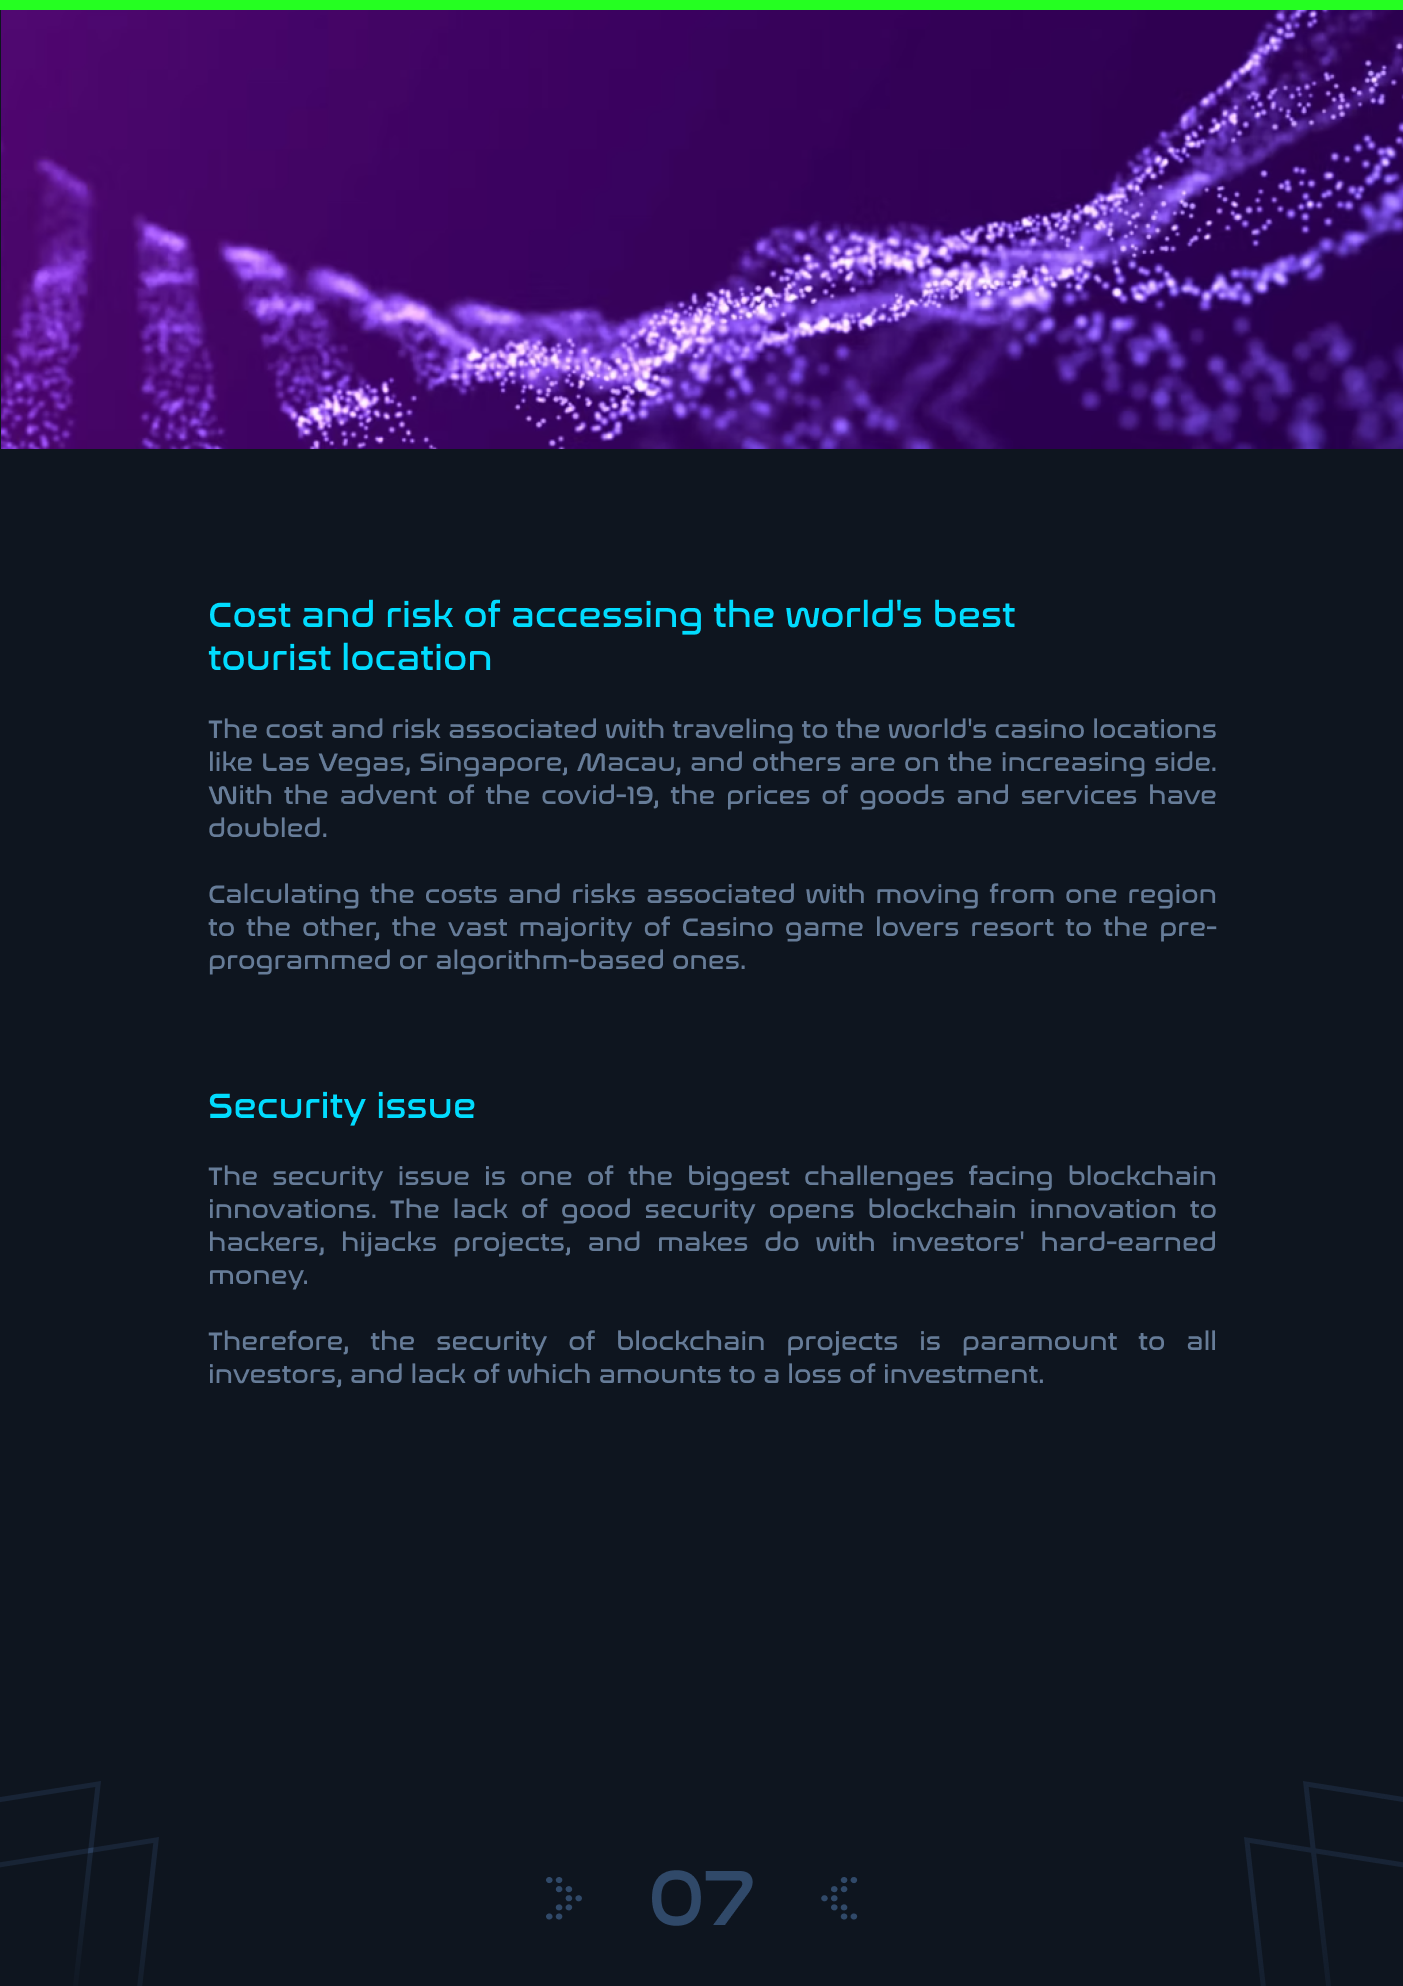 Cost and risk of accessing the world's best
tourist location
The cost and risk associated with traveling to the world's casino locations
like Las Vegas, Singapore, Macau, and others are on the increasing side.
With the advent of the covid-19, the prices of goods and services have
doubled.
Calculating the costs and risks associated with moving from one region
to the other, the vast majority of Casino game lovers resort to the pre-
programmed or algorithm-based ones.
Security issue
The security issue is one of the biggest challenges facing blockchain
innovations. The lack of good security opens blockchain innovation to
hackers, hijacks projects, and makes do with investors' hard-earned
money.
Therefore, the security of blockchain projects is paramount to all
investors, and lack of which amounts to a loss of investment.
07